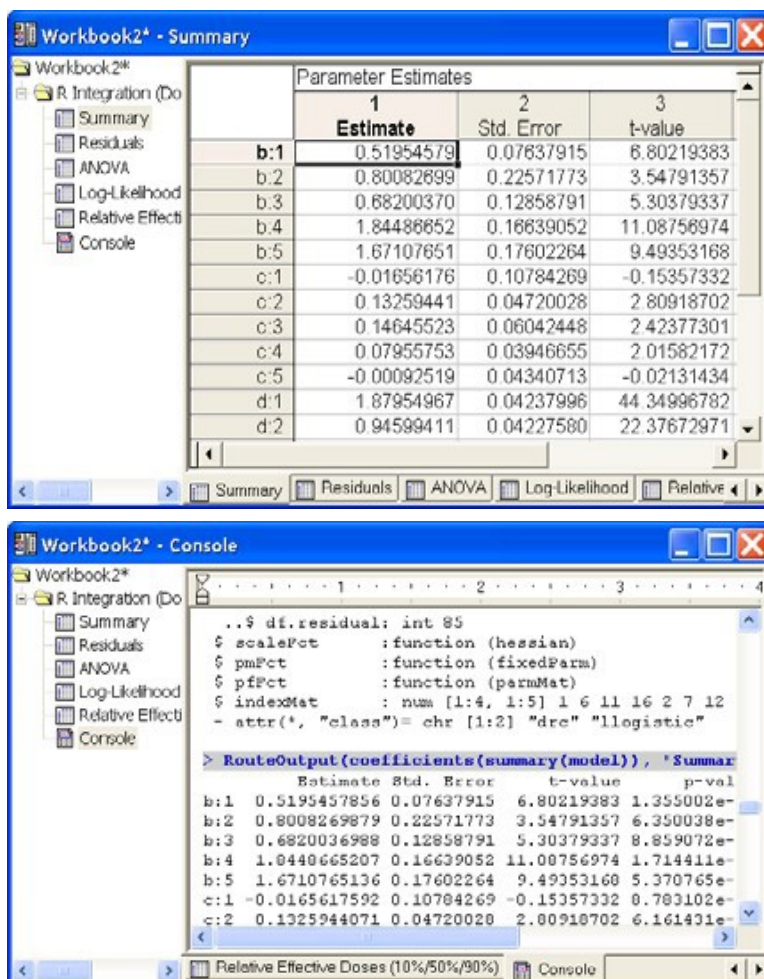 Workbook2* - Summary
Workbook2*
R Integration (Do
Summary
Residuals
ANOVA
Log-Likelihood
Relative Effecti
Console
Parameter Estimates
1 2 3
Estimate Std. Error t-value
b:1 0.51954579 0.07637915 6.80219383
b:2 0.80082699 0.22571773 3.54791357
b:3 0.68200370 0.12858791 5.30379337
b:4 1.84486652 0.16639052 11.08756974
b:5 1.67107651 0.17602264 9.49353168
c:1 -0.01656176 0.10784269 -0.15357332
c:2 0.13259441 0.04720028 2.80918702
c:3 0.14645523 0.06042448 2.42377301
c:4 0.07955753 0.03946655 2.01582172
c:5 -0.00092519 0.04340713 -0.02131434
d:1 1.87954967 0.04237996 44.34996782
d:2 0.94599411 0.04227580 22.37672971
Summary Residuals ANOVA Log-Likelihood Relative
Workbook2* - Console
Workbook2*
R Integration (Do
Summary
Residuals
ANOVA
Log-Likelihood
Relative Effecti
Console
1 2 3 4
..$ df.residual: int 85
$ scaleFct :function (hessian)
$ pmFct :function (fixedParm)
$ pfFct :function (parmMat)
$ indexMat : num [1:4, 1:5] 1 6 11 16 2 7 12
- attr(*, "class")= chr [1:2] "drc" "llogistic"
> RouteOutput(coefficients(summary(model)), 'Summar
Estimate Std. Error t-value p-val
b:1 0.5195457856 0.07637915 6.80219383 1.355002e-
b:2 0.8008269879 0.22571773 3.54791357 6.350038e-
b:3 0.6820036988 0.12858791 5.30379337 8.859072e-
b:4 1.8448665207 0.16639052 11.08756974 1.714411e-
b:5 1.6710765136 0.17602264 9.49353168 5.370765e-
c:1 -0.0165617592 0.10784269 -0.15357332 8.783102e-
c:2 0.1325944071 0.04720028 2.80918702 6.161431e-
Relative Effective Doses (10%/50%/90%) Console